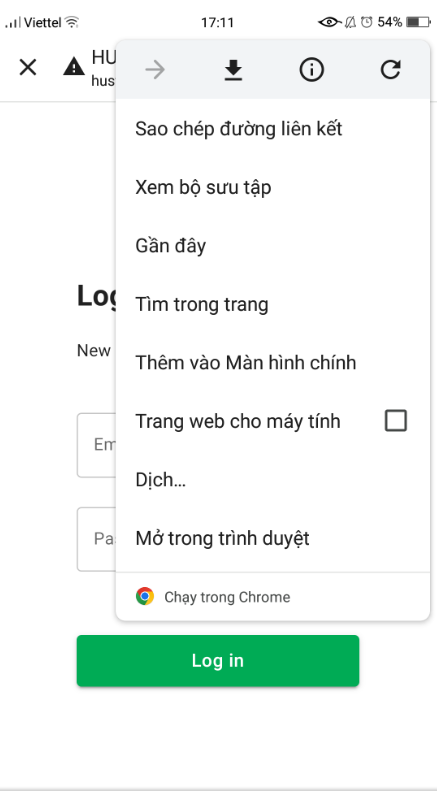 Viettel 17:11 54%
HU
hus
Sao chép đường liên kết
Xem bộ sưu tập
Gần đây
Log
Tìm trong trang
New
Thêm vào Màn hình chính
Trang web cho máy tính
Em
Dịch...
Pa
Mở trong trình duyệt
Chạy trong Chrome
Log in